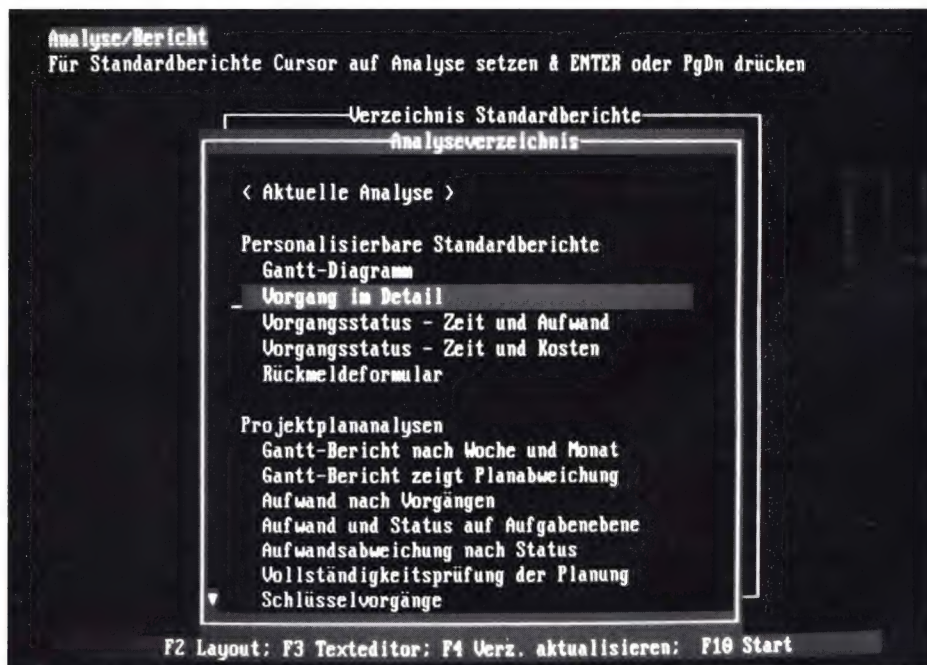 Analyse/Bericht
Für Standardberichte Cursor auf Analyse setzen & ENTER oder PgDn drücken
Verzeichnis Standardberichte
Analyseverzeichnis
< Aktuelle Analyse >
Personalisierbare Standardberichte
Gantt-Diagramm
Vorgang im Detail
Vorgangsstatus - Zeit und Aufwand
Vorgangsstatus - Zeit und Kosten
Rückmeldeformular
Projektplananalysen
Gantt-Bericht nach Woche und Monat
Gantt-Bericht zeigt Planabweichung
Aufwand nach Vorgängen
Aufwand und Status auf Aufgabenebene
Aufwandsabweichung nach Status
Vollständigkeitsprüfung der Planung
Schlüsselvorgänge
F2 Layout; F3 Texteditor; F4 Verz. aktualisieren; F10 Start